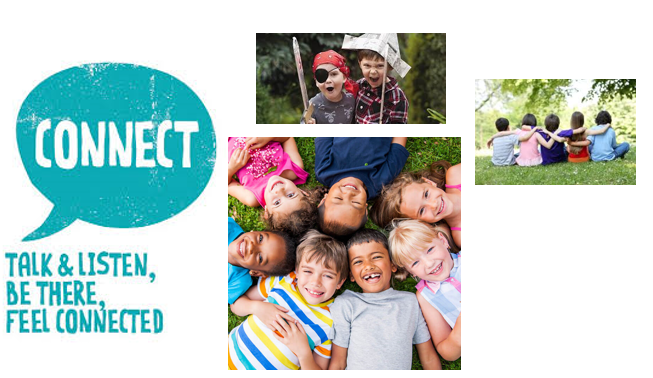 CONNECT
TALK & LISTEN,
BE THERE,
FEEL CONNECTED